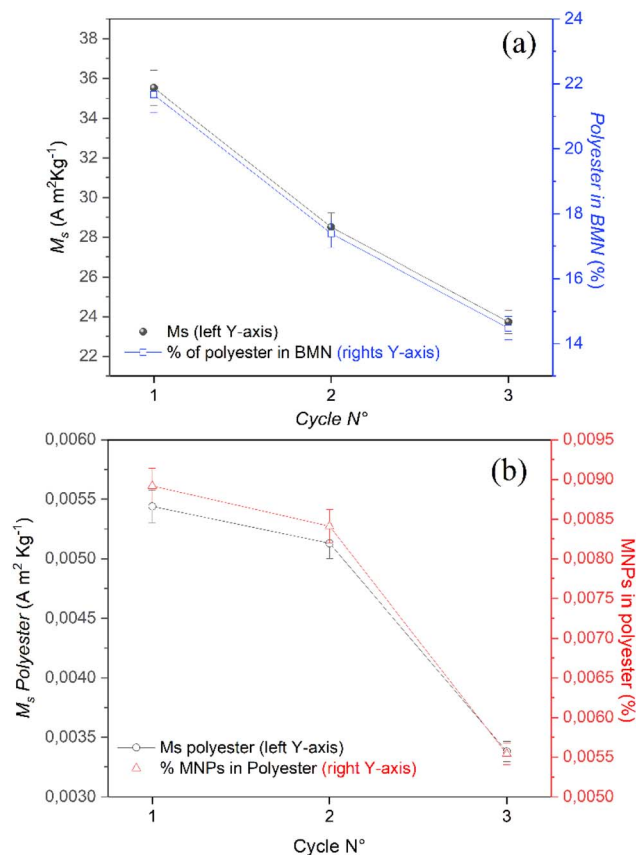 (a)
38
36
34
32
30
28
26
24
22
M_s (A m²Kg⁻¹)
24
22
20
18
16
14
Polyester in BMN (%)
Ms (left Y-axis)
% of polyester in BMN (rights Y-axis)
1 2 3
Cycle N°
(b)
0,0060
0,0055
0,0050
0,0045
0,0040
0,0035
0,0030
M_s Polyester (A m² Kg⁻¹)
0,0095
0,0090
0,0085
0,0080
0,0075
0,0070
0,0065
0,0060
0,0055
0,0050
MNPs in polyester
(%)
Ms polyester (left Y-axis)
% MNPs in Polyester (right Y-axis)
1 2 3
Cycle N°